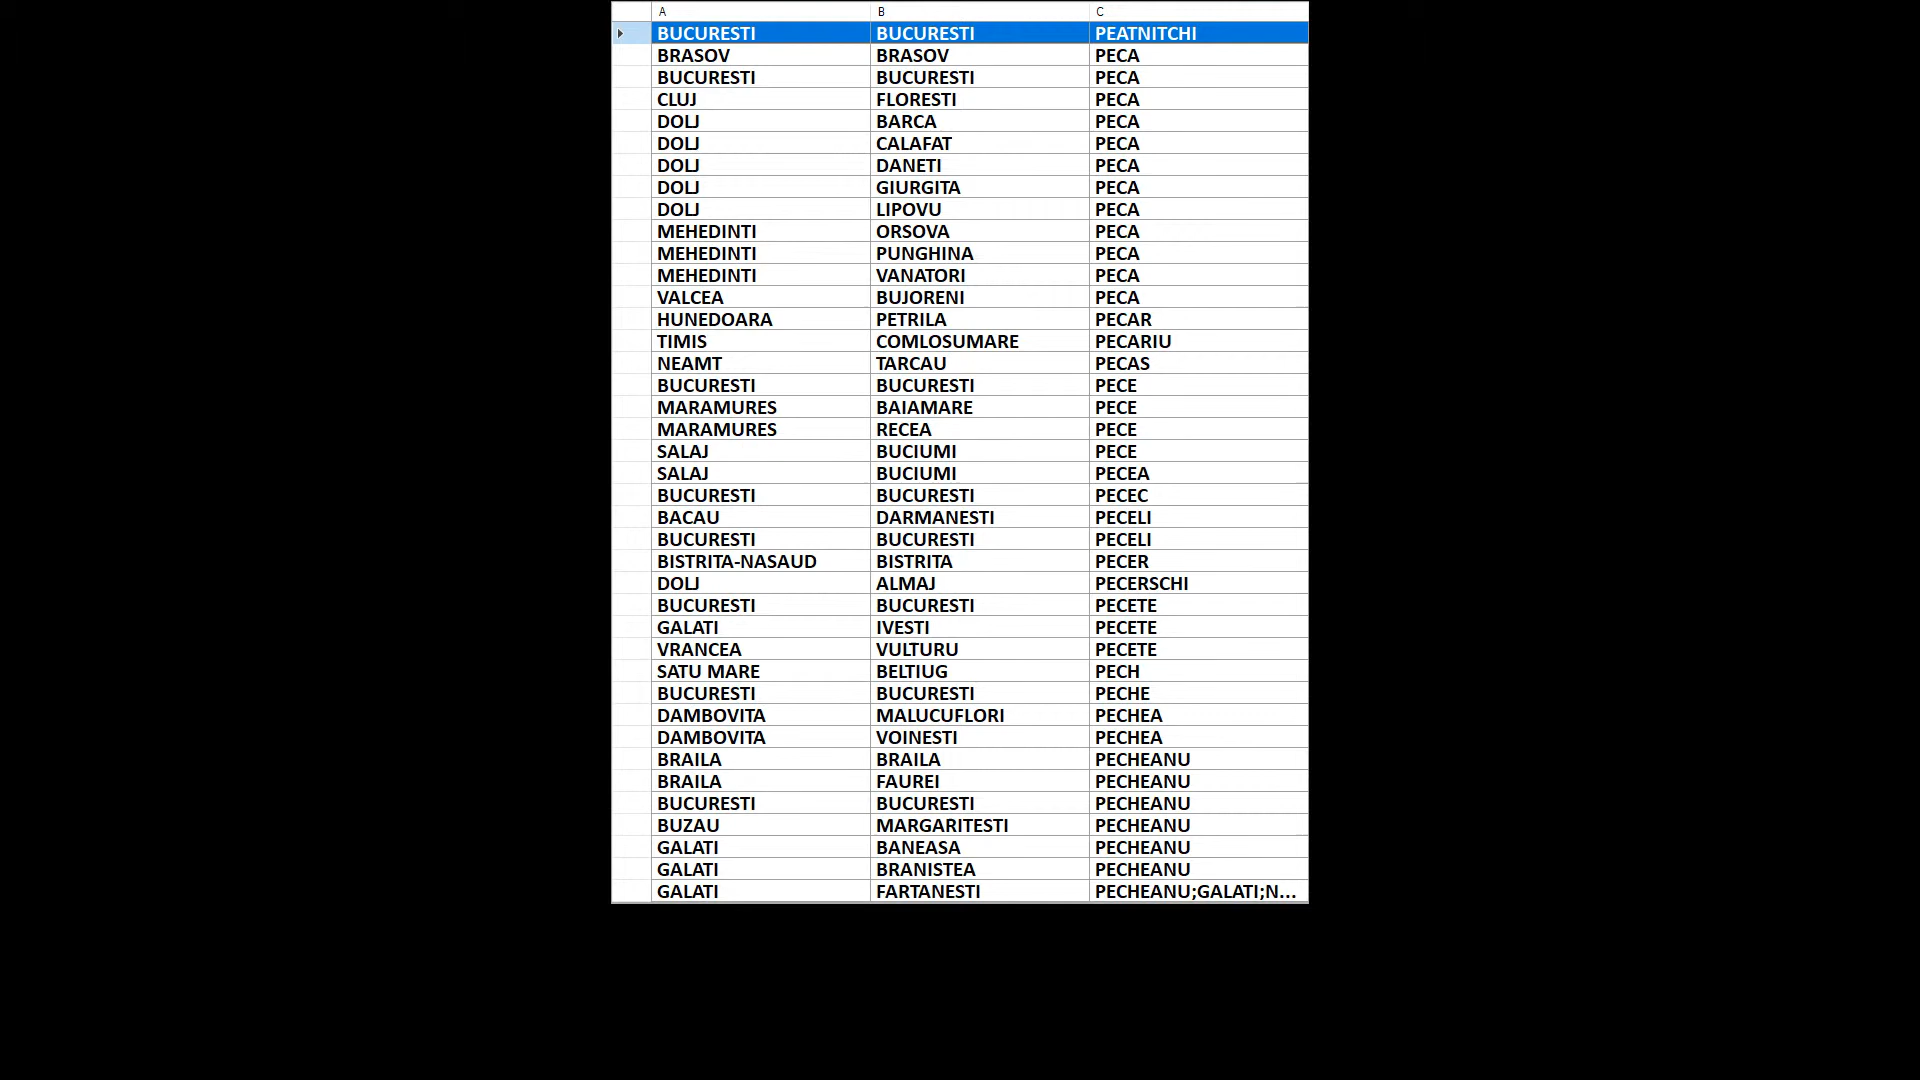 A B C
BUCURESTI BUCURESTI PEATNITCHI
BRASOV BRASOV PECA
BUCURESTI BUCURESTI PECA
CLUJ FLORESTI PECA
DOLJ BARCA PECA
DOLJ CALAFAT PECA
DOLJ DANETI PECA
DOLJ GIURGITA PECA
DOLJ LIPOVU PECA
MEHEDINTI ORSOVA PECA
MEHEDINTI PUNGHINA PECA
MEHEDINTI VANATORI PECA
VALCEA BUJORENI PECA
HUNEDOARA PETRILA PECAR
TIMIS COMLOSUMARE PECARIU
NEAMT TARCAU PECAS
BUCURESTI BUCURESTI PECE
MARAMURES BAIAMARE PECE
MARAMURES RECEA PECE
SALAJ BUCIUMI PECE
SALAJ BUCIUMI PECEA
BUCURESTI BUCURESTI PECEC
BACAU DARMANESTI PECELI
BUCURESTI BUCURESTI PECELI
BISTRITA-NASAUD BISTRITA PECER
DOLJ ALMAJ PECERSCHI
BUCURESTI BUCURESTI PECETE
GALATI IVESTI PECETE
VRANCEA VULTURU PECETE
SATU MARE BELTIUG PECH
BUCURESTI BUCURESTI PECHE
DAMBOVITA MALUCUFLORI PECHEA
DAMBOVITA VOINESTI PECHEA
BRAILA BRAILA PECHEANU
BRAILA FAUREI PECHEANU
BUCURESTI BUCURESTI PECHEANU
BUZAU MARGARITESTI PECHEANU
GALATI BANEASA PECHEANU
GALATI BRANISTEA PECHEANU
GALATI FARTANESTI PECHEANU;GALATI;N...